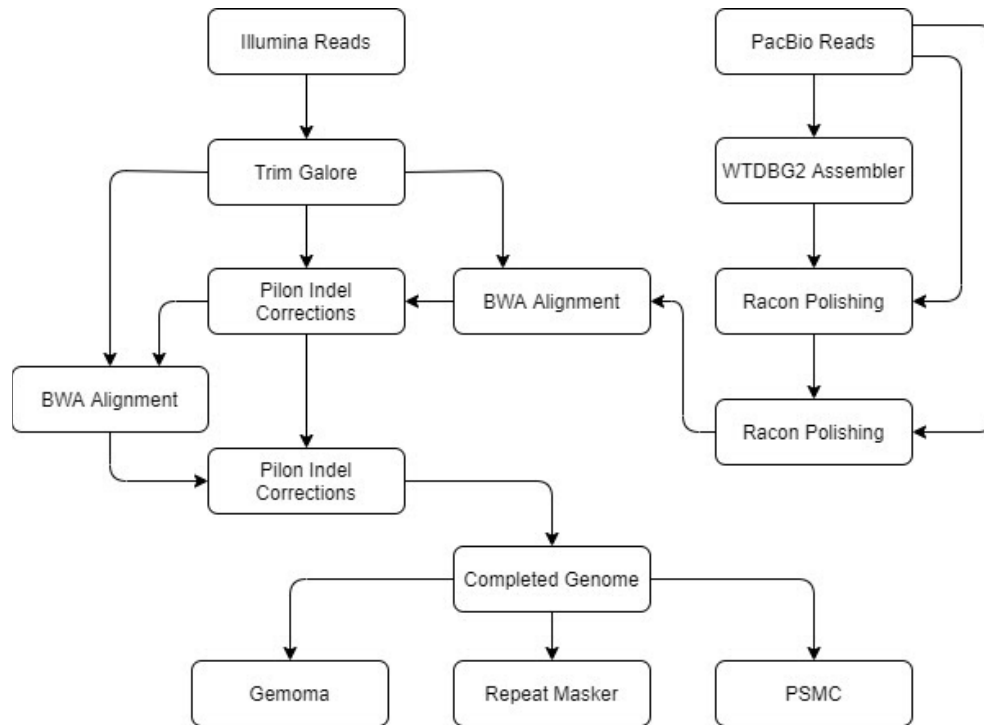 Illumina Reads
PacBio Reads
Trim Galore
WTDBG2 Assembler
Pilon Indel
Corrections
BWA Alignment
Racon Polishing
BWA Alignment
Racon Polishing
Pilon Indel
Corrections
Completed Genome
Gemoma
Repeat Masker
PSMC